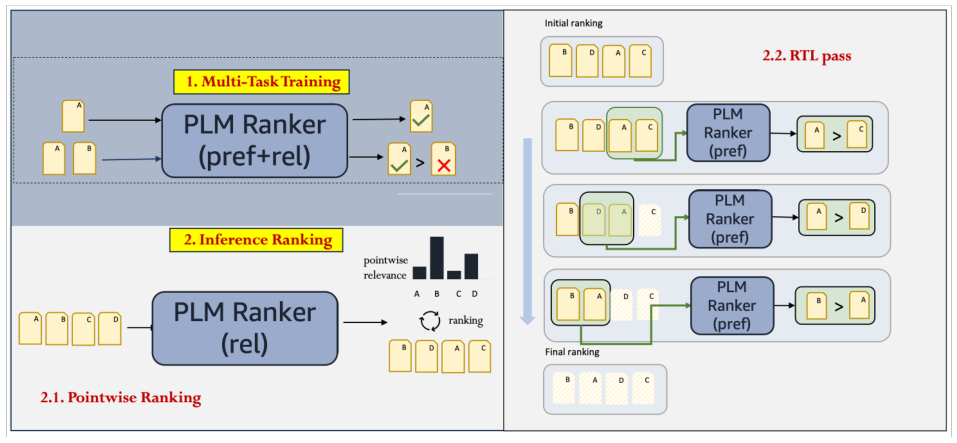 1. Multi-Task Training
A
A
PLM Ranker
(pref+rel)
A B
A > B
2. Inference Ranking
pointwise
relevance
A B C D
A B C D
PLM Ranker
(rel)
ranking
B D A C
2.1. Pointwise Ranking
Initial ranking
2.2. RTL pass
B D A C
B D A C
PLM
Ranker
(pref)
A > C
B D A C
PLM
Ranker
(pref)
A > D
B A D C
PLM
Ranker
(pref)
B > A
Final ranking
B A D C